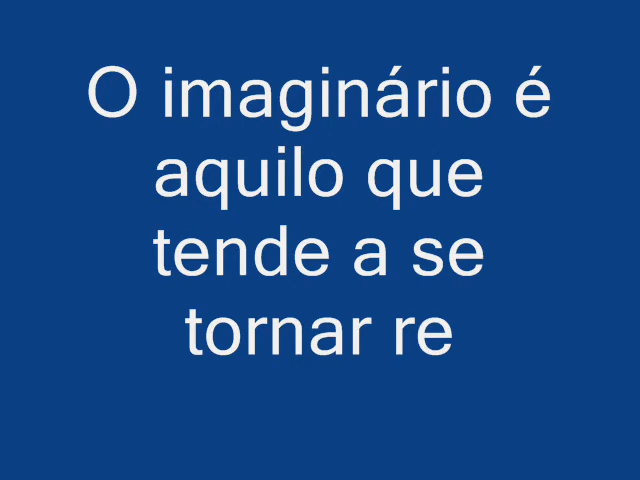 O imaginário é
aquilo que
tende a se
tornar re